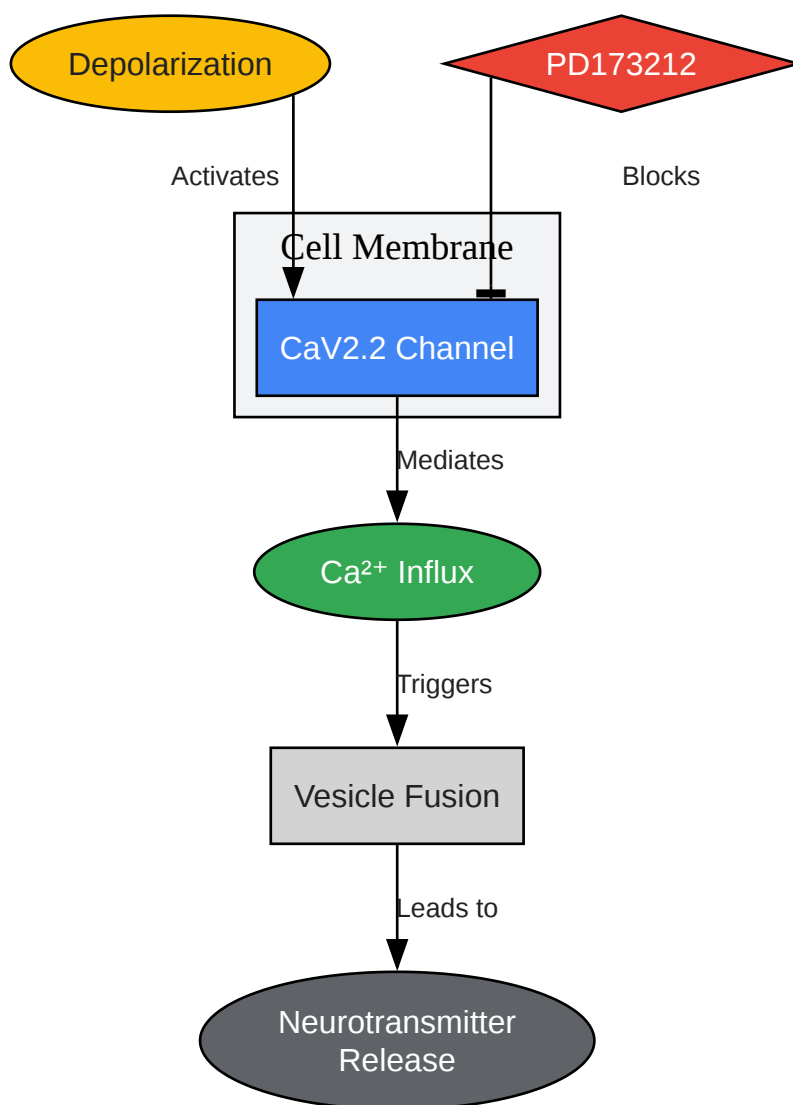 Depolarization
PD173212
Activates
Blocks
Cell Membrane
CaV2.2 Channel
Mediates
Ca²⁺ Influx
Triggers
Vesicle Fusion
Leads to
Neurotransmitter
Release